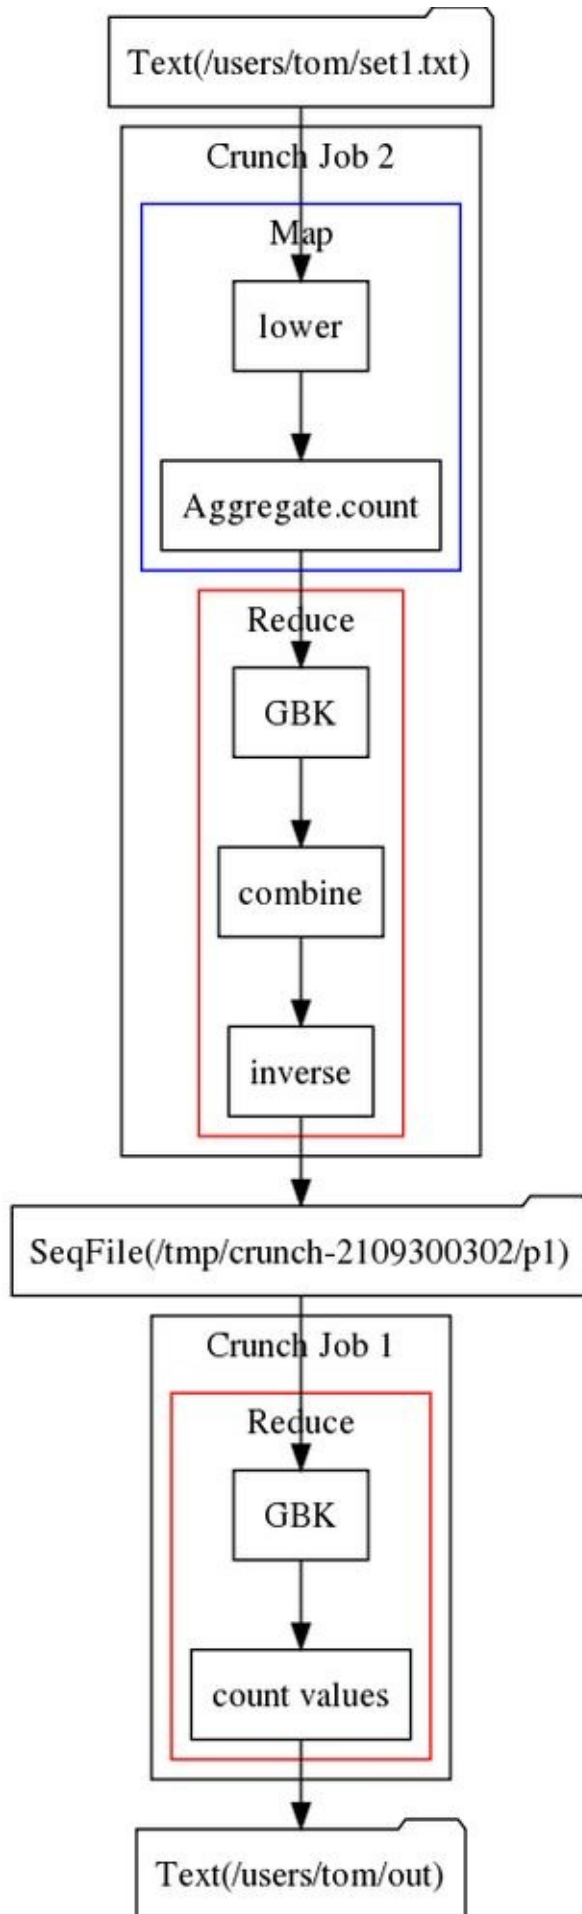 Text(/users/tom/set1.txt)
Crunch Job 2
Map
lower
Aggregate.count
Reduce
GBK
combine
inverse
SeqFile(/tmp/crunch-2109300302/p1)
Crunch Job 1
Reduce
GBK
count values
Text(/users/tom/out)